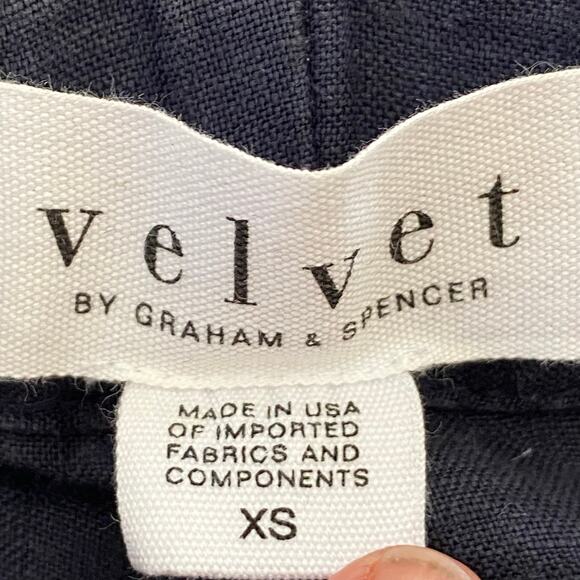 velvet
BY GRAHAM & SPENCER
MADE IN USA
OF IMPORTED
FABRICS AND
COMPONENTS
XS